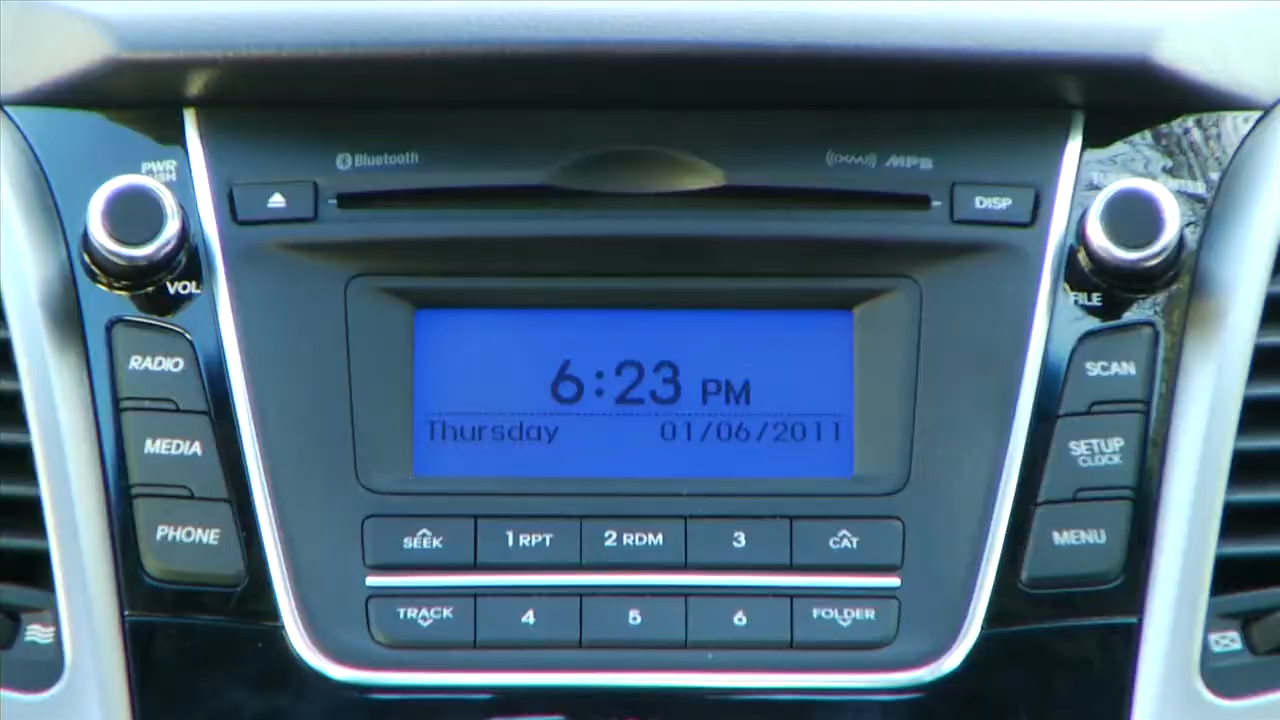 PWR
Bluetooth
((XM)) MP3
DISP
VOL
FILE
RADIO
MEDIA
PHONE
6:23 PM
Thursday 01/06/2011
SCAN
SETUP
CLOCK
MENU
SEEK 1 RPT 2 RDM 3 CAT
TRACK 4 5 6 FOLDER